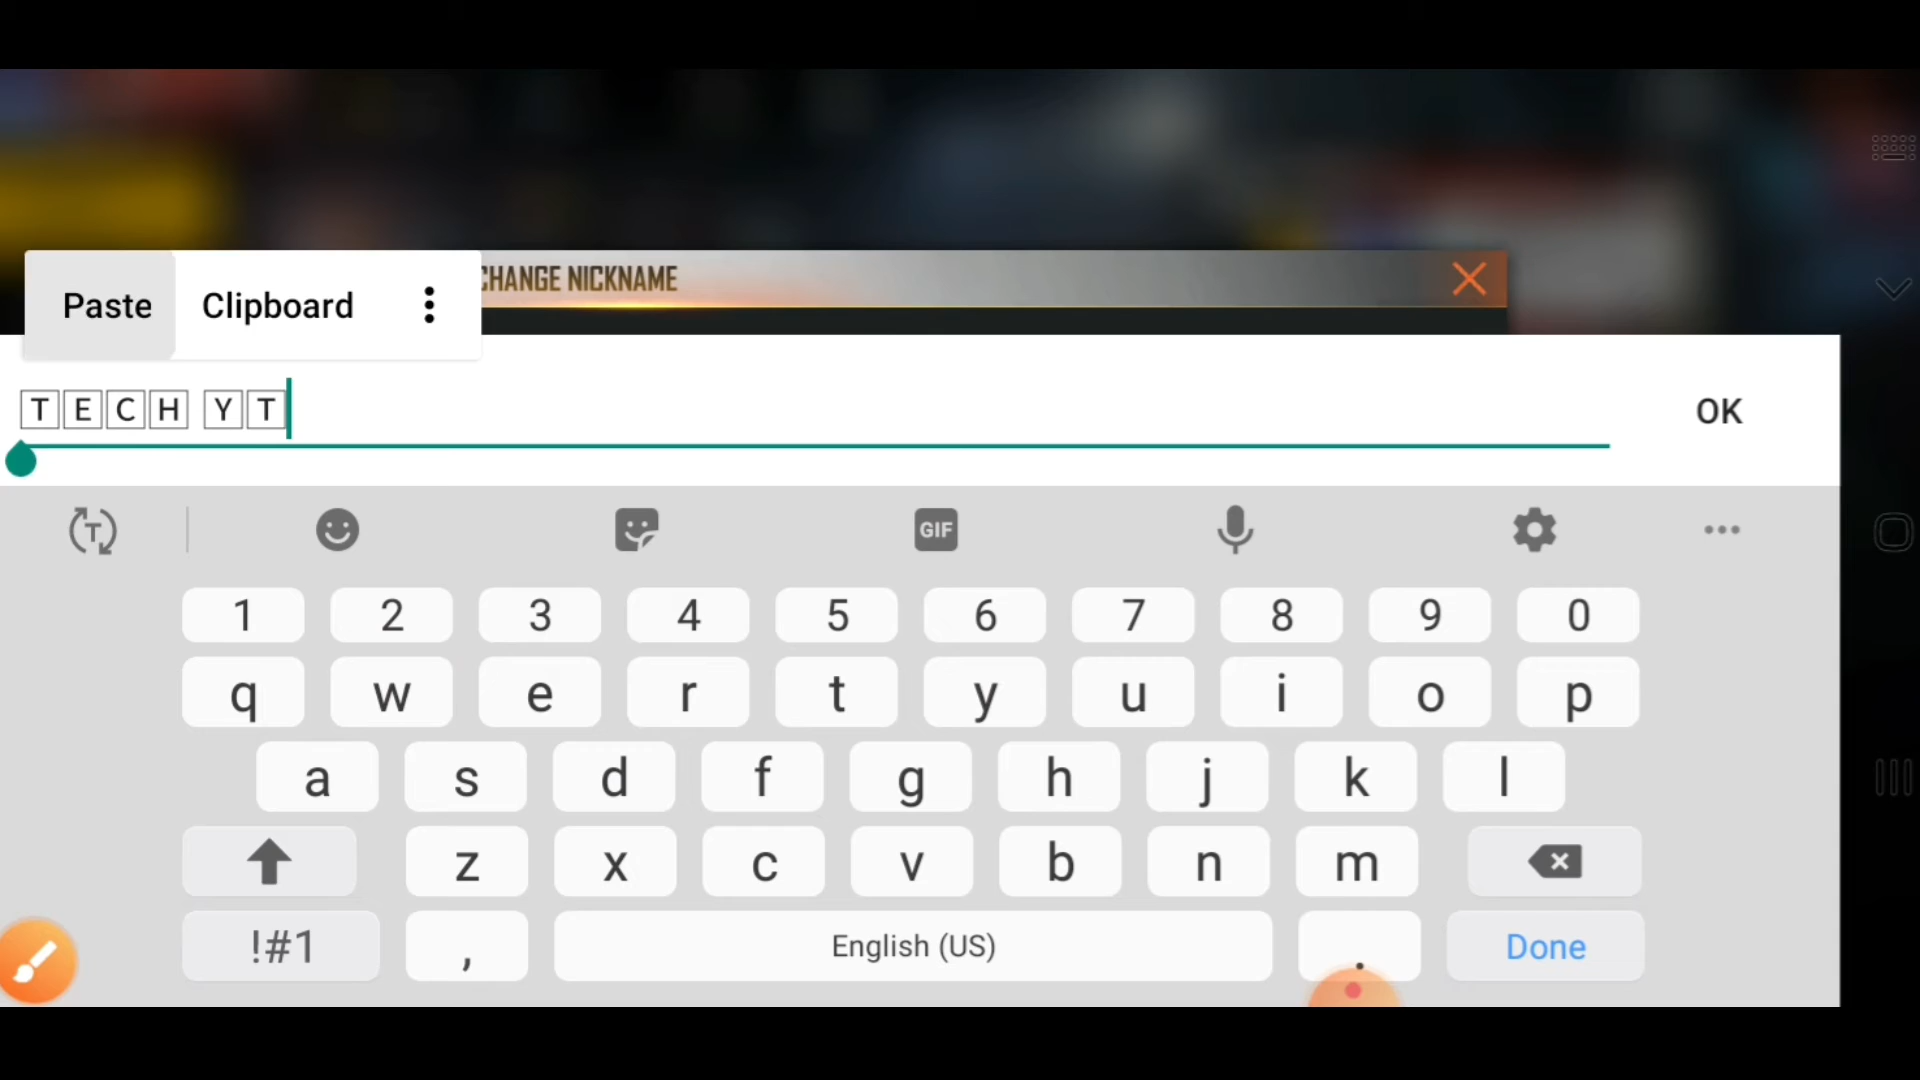 CHANGE NICKNAME
Paste Clipboard
🅃🄴🄲🄷 🅈🅃
OK
GIF
1 2 3 4 5 6 7 8 9 0
q w e r t y u i o p
a s d f g h j k l
z x c v b n m
!#1 , English (US) . Done